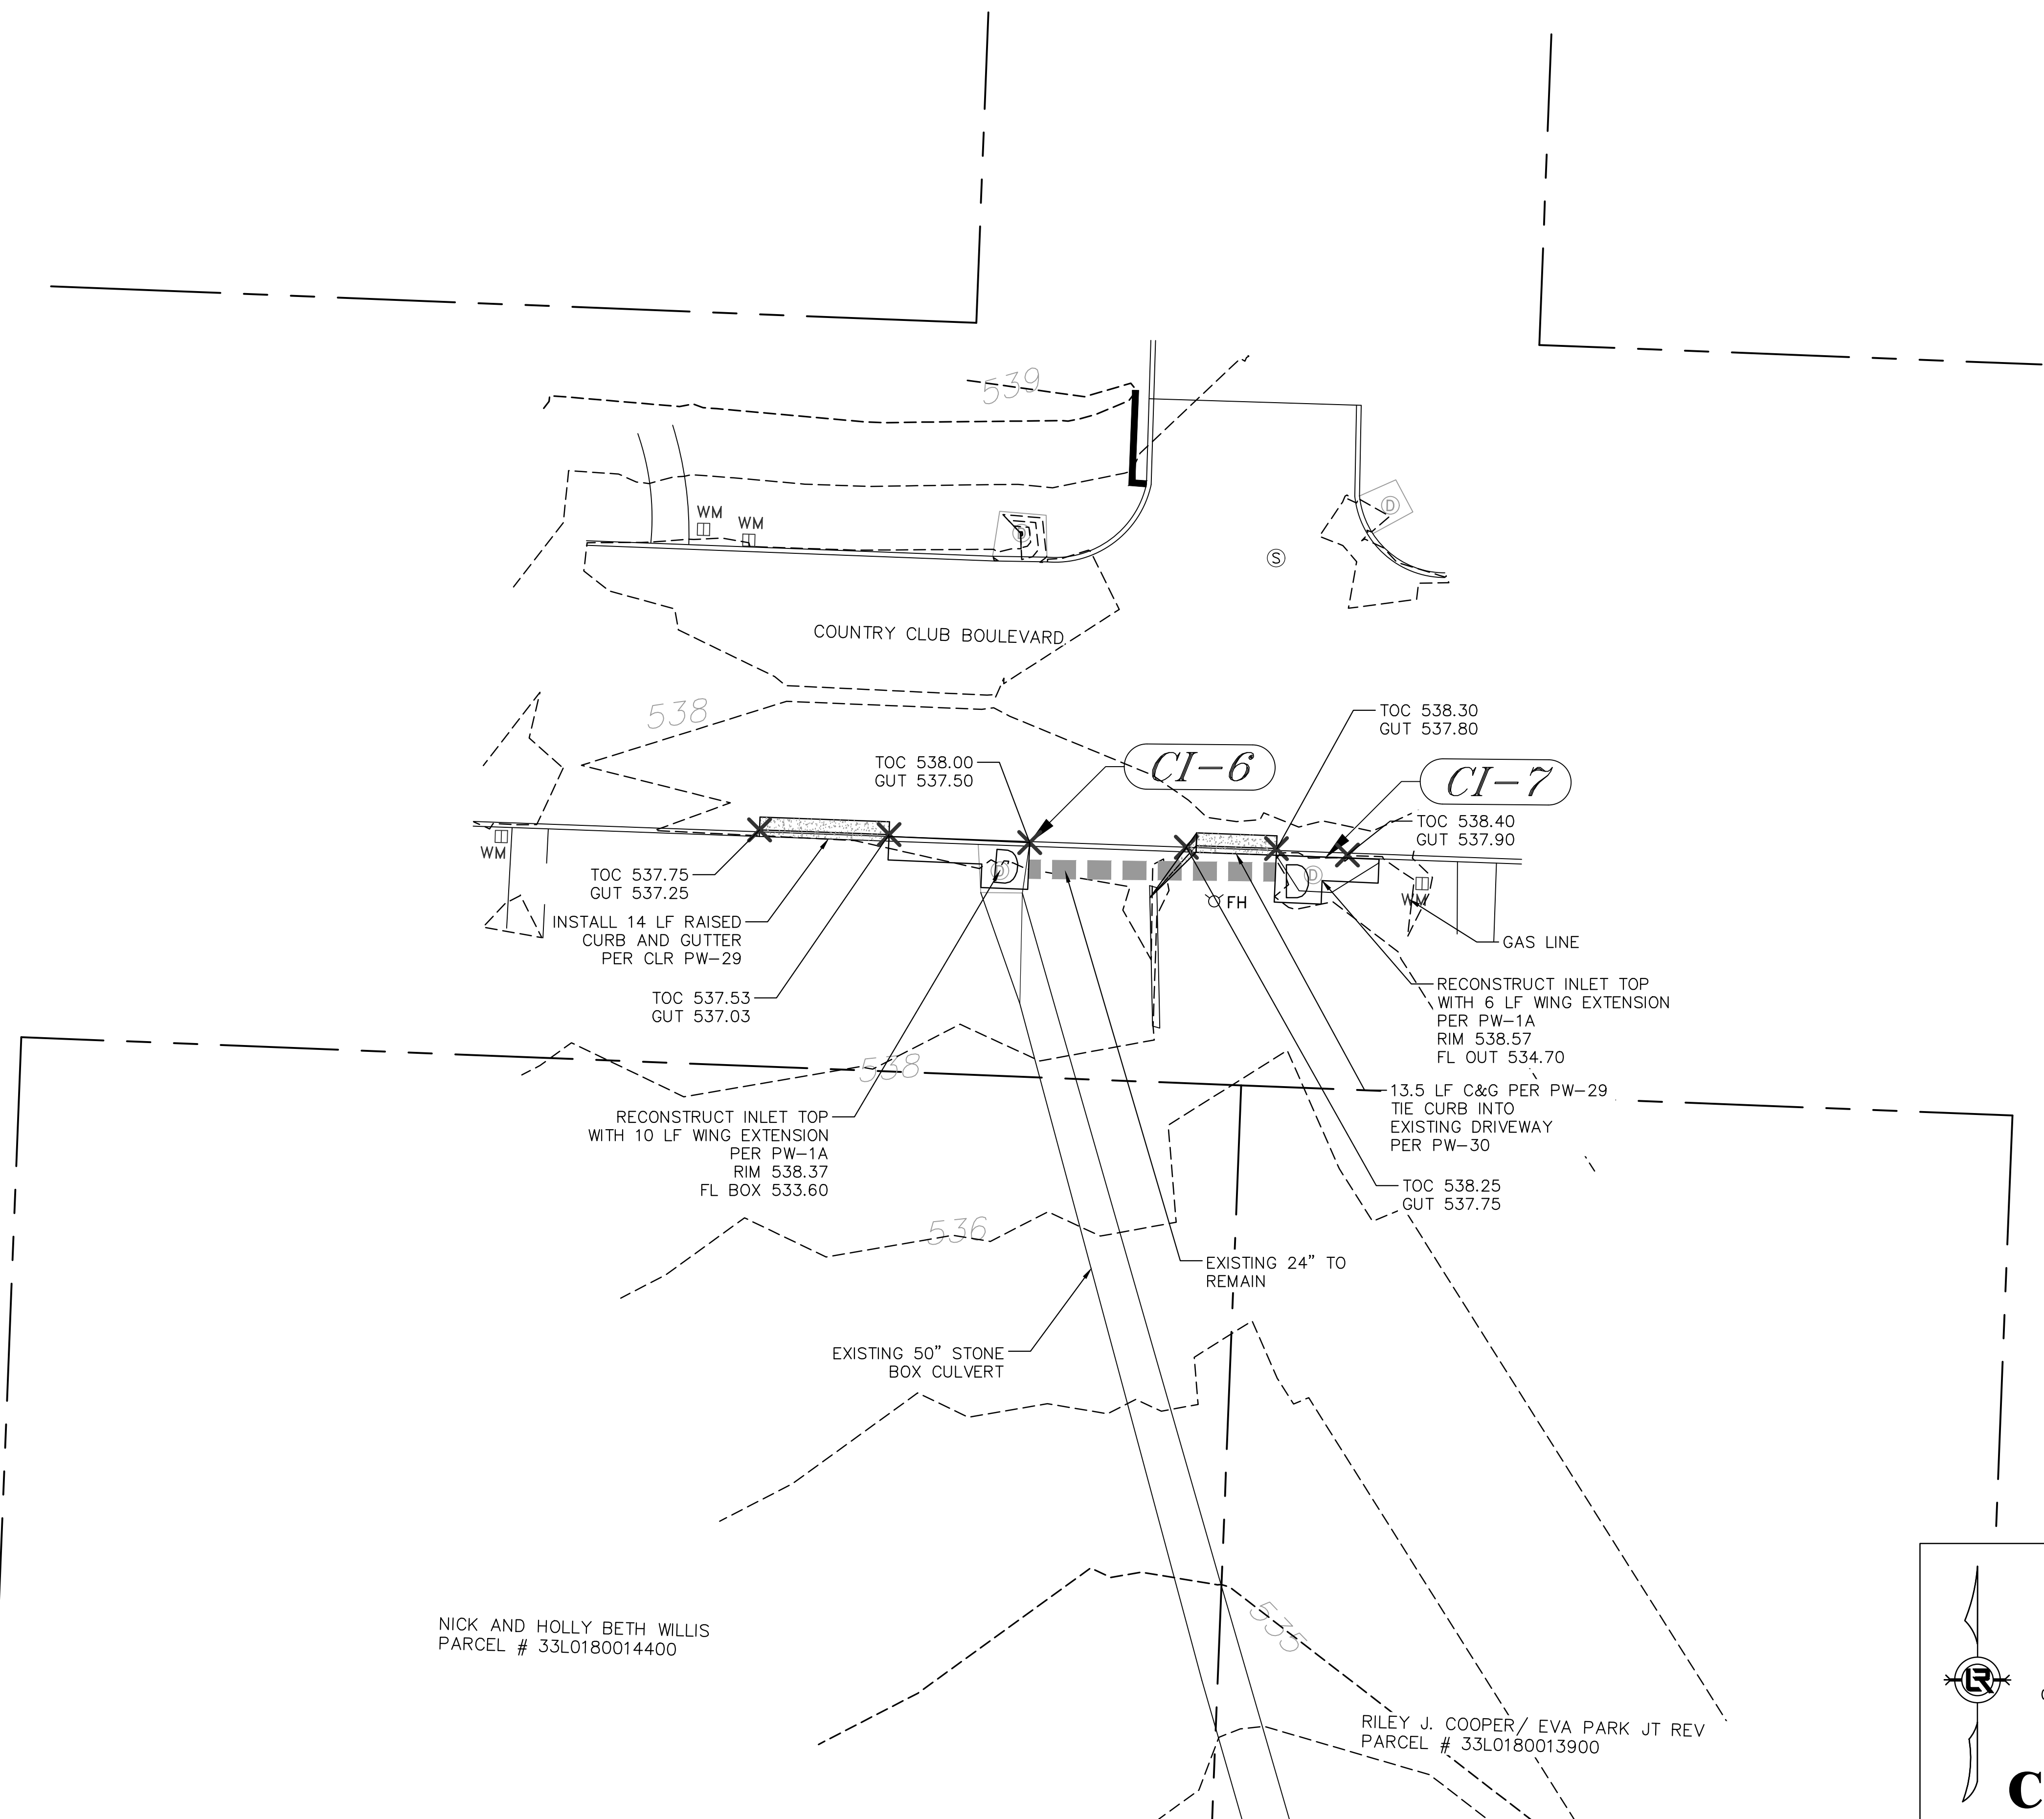 539
WM
WM
D
D
S
COUNTRY CLUB BOULEVARD
538
TOC 538.30
GUT 537.80
TOC 538.00
GUT 537.50
CI-6
CI-7
TOC 538.40
GUT 537.90
WM
TOC 537.75
GUT 537.25
D
D
WM
FH
INSTALL 14 LF RAISED
CURB AND GUTTER
PER CLR PW-29
GAS LINE
TOC 537.53
GUT 537.03
RECONSTRUCT INLET TOP
WITH 6 LF WING EXTENSION
PER PW-1A
RIM 538.57
FL OUT 534.70
538
13.5 LF C&G PER PW-29
TIE CURB INTO
EXISTING DRIVEWAY
PER PW-30
RECONSTRUCT INLET TOP
WITH 10 LF WING EXTENSION
PER PW-1A
RIM 538.37
FL BOX 533.60
TOC 538.25
GUT 537.75
536
EXISTING 24" TO
REMAIN
EXISTING 50" STONE
BOX CULVERT
535
NICK AND HOLLY BETH WILLIS
PARCEL # 33L0180014400
RILEY J. COOPER/ EVA PARK JT REV
PARCEL # 33L0180013900
LR
C